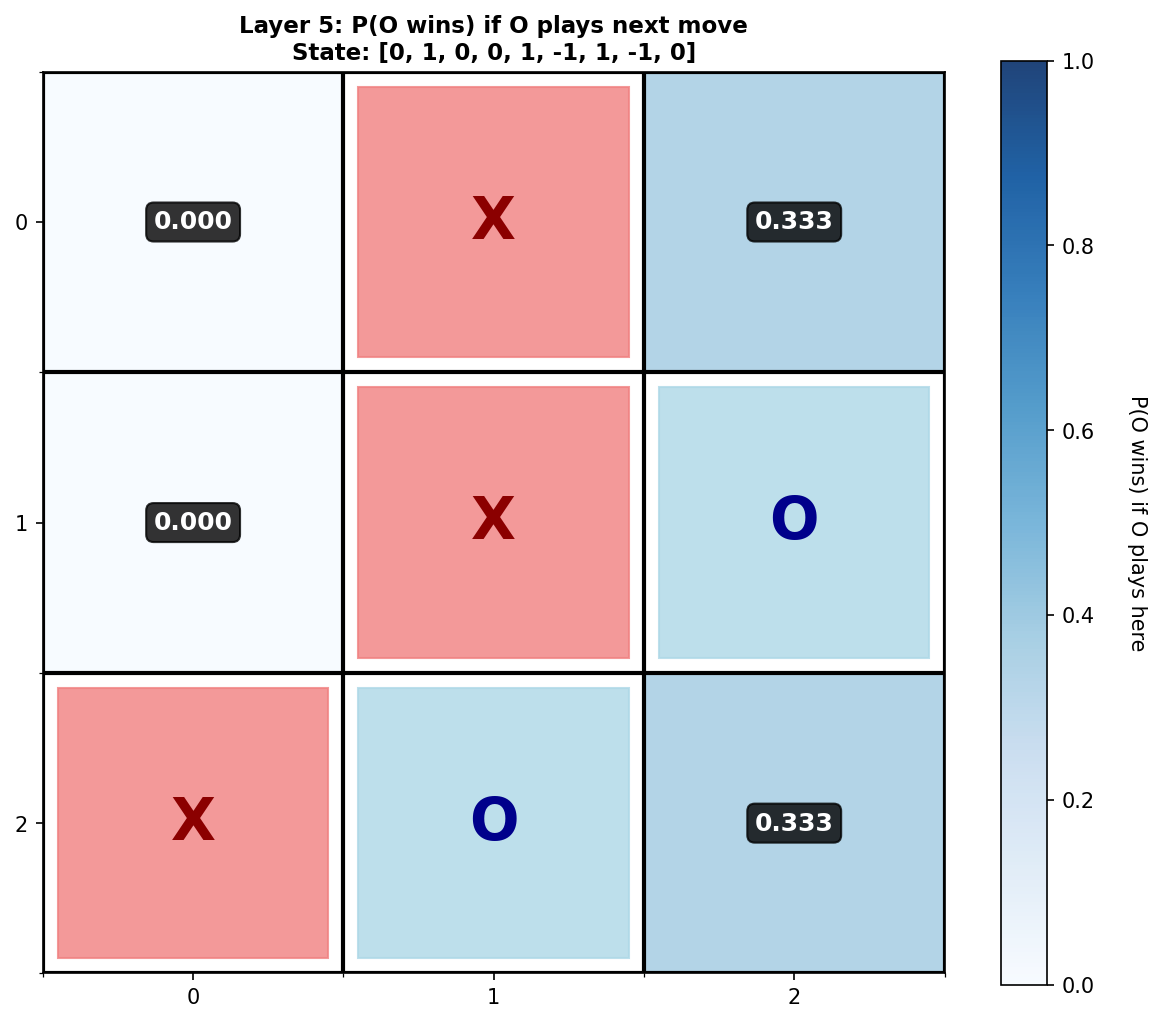 Layer 5: P(O wins) if O plays next move
State: [0, 1, 0, 0, 1, -1, 1, -1, 0]
0.000
X
0.333
0.000
X
O
X
O
0.333
0
1
2
0
1
2
1.0
0.8
0.6
0.4
0.2
0.0
P(O wins) if O plays here